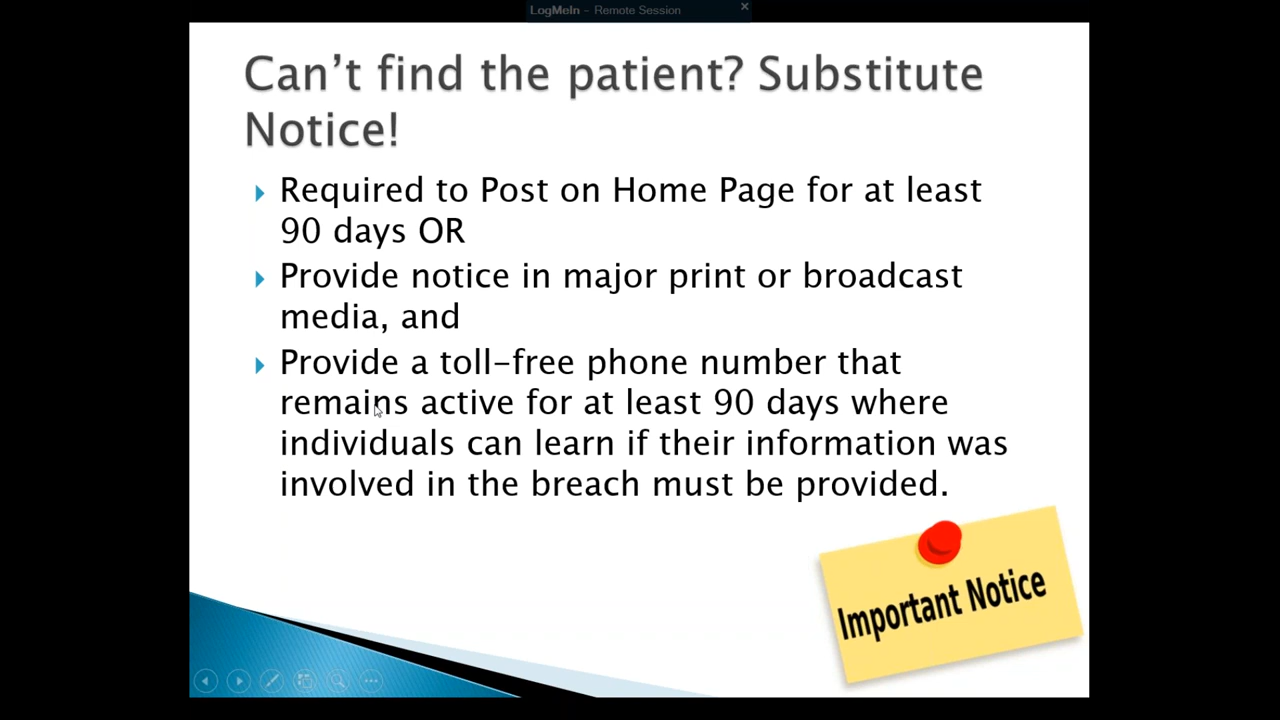 LogMeIn - Remote Session
Can't find the patient? Substitute
Notice!
Required to Post on Home Page for at least
90 days OR
Provide notice in major print or broadcast
media, and
Provide a toll-free phone number that
remains active for at least 90 days where
individuals can learn if their information was
involved in the breach must be provided.
Important Notice